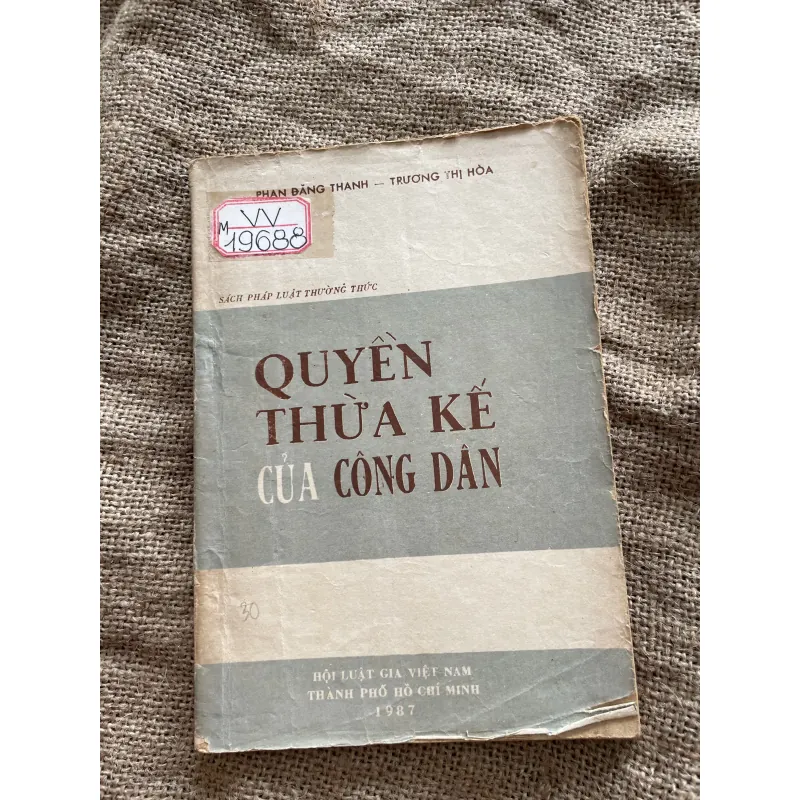 PHAN ĐĂNG THANH — TRƯƠNG THỊ HÒA
M VV
19688
SÁCH PHÁP LUẬT THƯỜNG THỨC
QUYỀN
THỪA KẾ
CỦA CÔNG DÂN
30
HỘI LUẬT GIA VIỆT NAM
THÀNH PHỐ HỒ CHÍ MINH
1987